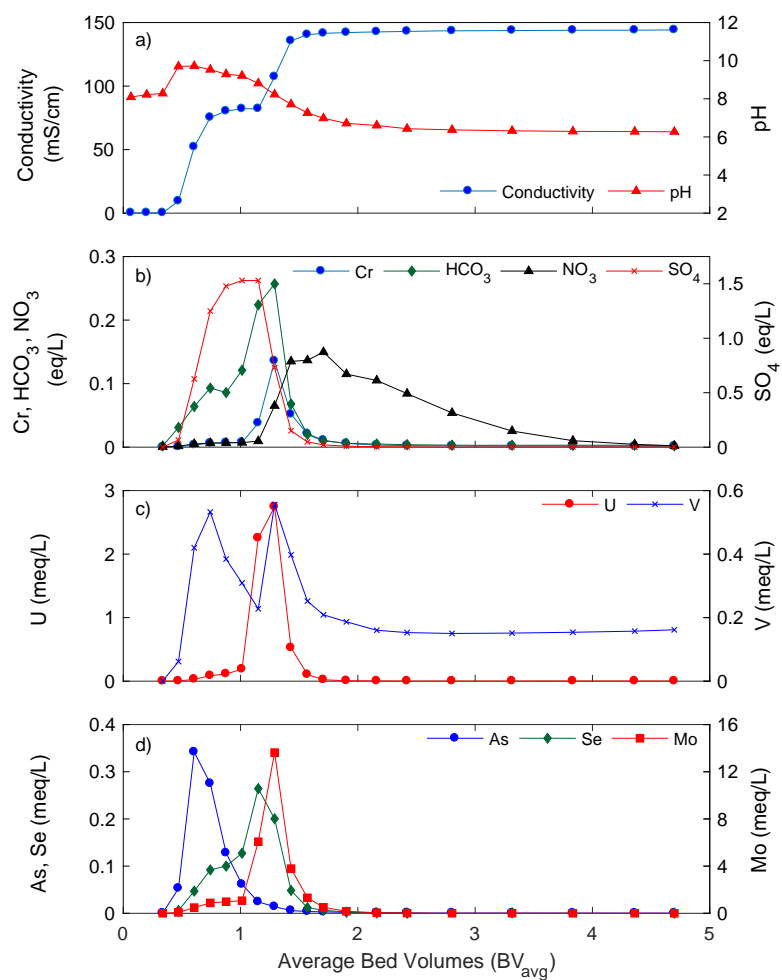 150
100
50
0
12
10
8
6
4
2
a)
Conductivity
(mS/cm)
pH
Conductivity
pH
0.3
0.2
0.1
0
1.5
1.0
0.5
0
b)
Cr
HCO3
NO3
SO4
Cr, HCO3, NO3
(eq/L)
SO4 (eq/L)
3
2
1
0
0.6
0.4
0.2
0
c)
U
V
U (meq/L)
V (meq/L)
0.4
0.3
0.2
0.1
0
16
12
8
4
0
d)
As
Se
Mo
As, Se (meq/L)
Mo (meq/L)
0
1
2
3
4
5
Average Bed Volumes (BVavg)